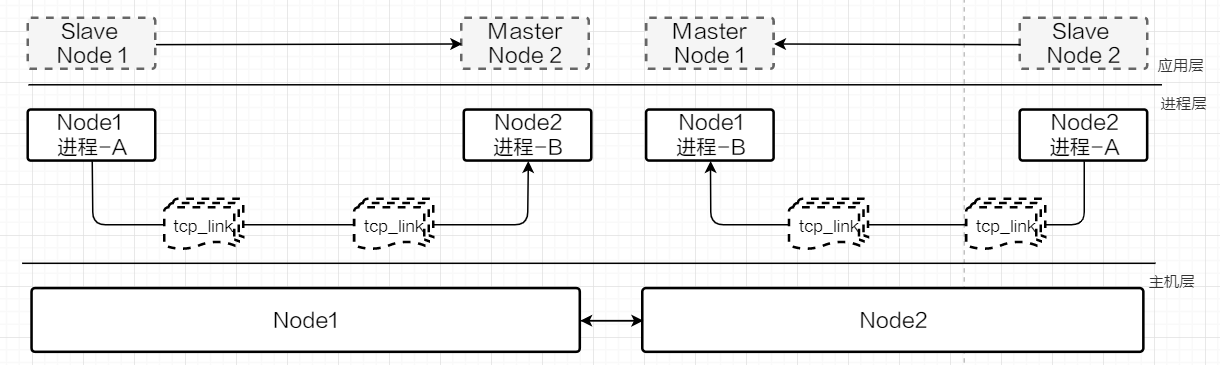 Slave
Node 1
Master
Node 2
Master
Node 1
Slave
Node 2
应用层
进程层
Node1
进程-A
Node2
进程-B
Node1
进程-B
Node2
进程-A
tcp_link
tcp_link
tcp_link
tcp_link
主机层
Node1
Node2